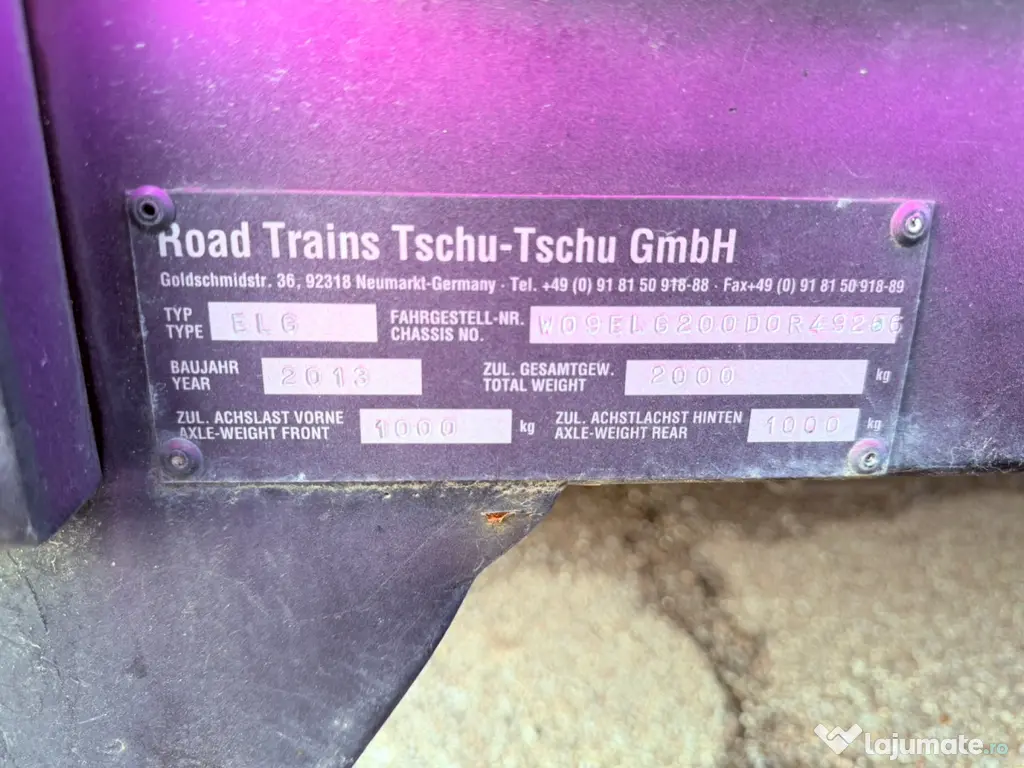 Road Trains Tschu-Tschu GmbH
Goldschmidstr. 36, 92318 Neumarkt-Germany · Tel. +49 (0) 91 81 50 918-88 · Fax+49 (0) 91 81 50 918-89
TYP
TYPE
ELG
FAHRGESTELL-NR.
CHASSIS NO.
W09ELG200D0R49206
BAUJAHR
YEAR
2013
ZUL. GESAMTGEW.
TOTAL WEIGHT
2000 kg
ZUL. ACHSLAST VORNE
AXLE-WEIGHT FRONT
1000 kg
ZUL. ACHSTLACHST HINTEN
AXLE-WEIGHT REAR
1000 kg
lajumate.ro